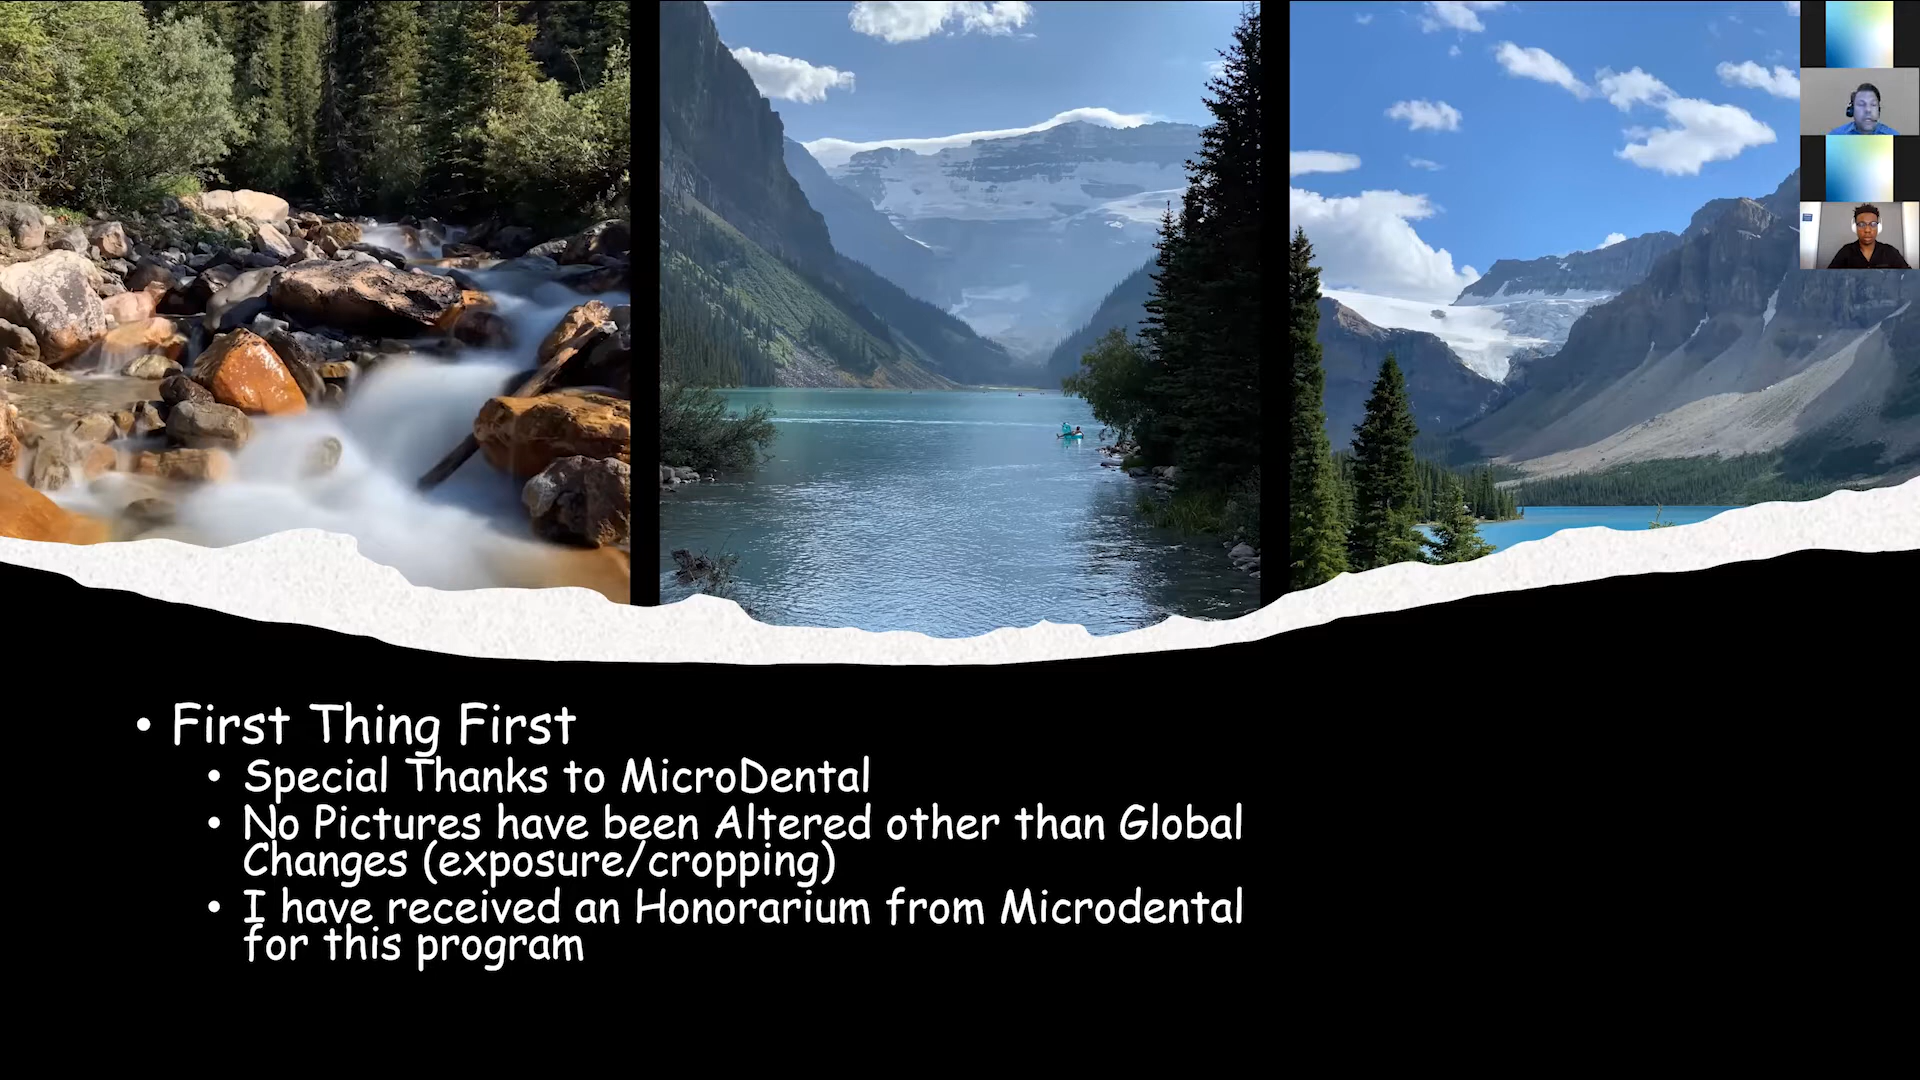 • First Thing First
• Special Thanks to MicroDental
• No Pictures have been Altered other than Global
Changes (exposure/cropping)
• I have received an Honorarium from Microdental
for this program